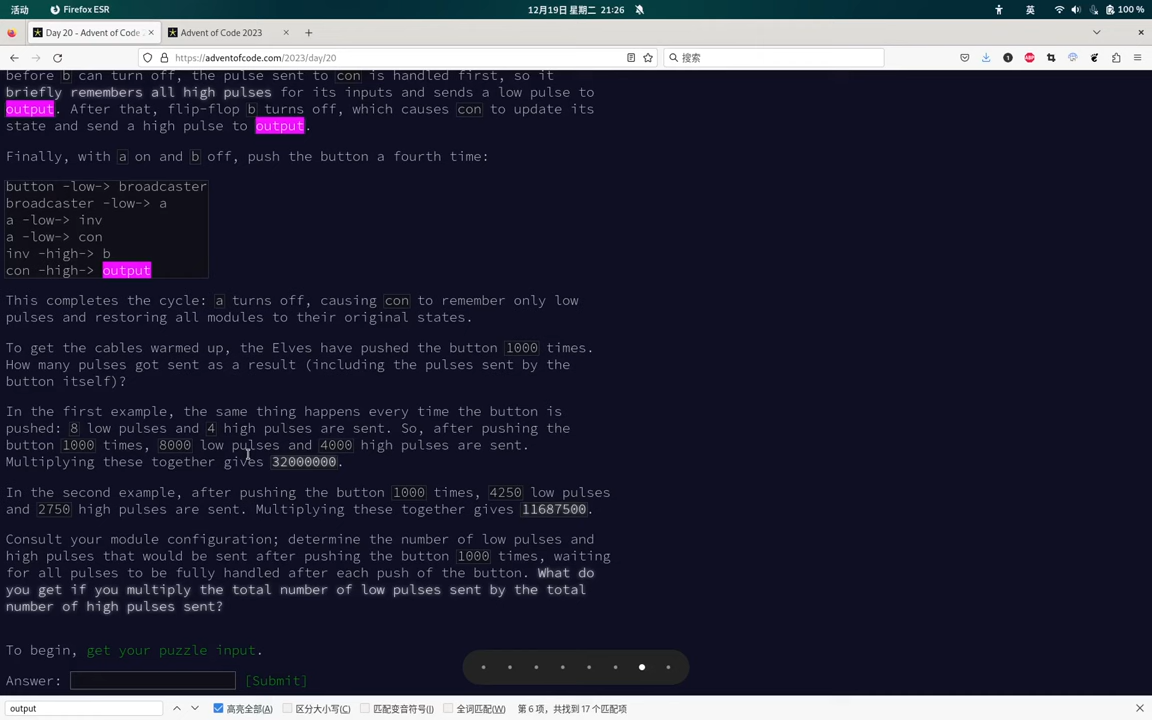 活动 Firefox ESR 12月19日 星期二 21:26 英 100 %
Day 20 - Advent of Code Advent of Code 2023
https://adventofcode.com/2023/day/20 搜索
before b can turn off, the pulse sent to con is handled first, so it
briefly remembers all high pulses for its inputs and sends a low pulse to
output. After that, flip-flop b turns off, which causes con to update its
state and send a high pulse to output.
Finally, with a on and b off, push the button a fourth time:
button -low-> broadcaster
broadcaster -low-> a
a -low-> inv
a -low-> con
inv -high-> b
con -high-> output
This completes the cycle: a turns off, causing con to remember only low
pulses and restoring all modules to their original states.
To get the cables warmed up, the Elves have pushed the button 1000 times.
How many pulses got sent as a result (including the pulses sent by the
button itself)?
In the first example, the same thing happens every time the button is
pushed: 8 low pulses and 4 high pulses are sent. So, after pushing the
button 1000 times, 8000 low pulses and 4000 high pulses are sent.
Multiplying these together gives 32000000.
In the second example, after pushing the button 1000 times, 4250 low pulses
and 2750 high pulses are sent. Multiplying these together gives 11687500.
Consult your module configuration; determine the number of low pulses and
high pulses that would be sent after pushing the button 1000 times, waiting
for all pulses to be fully handled after each push of the button. What do
you get if you multiply the total number of low pulses sent by the total
number of high pulses sent?
To begin, get your puzzle input.
Answer: [Submit]
output 高亮全部(A) 区分大小写(C) 匹配变音符号(I) 全词匹配(W) 第 6 项，共找到 17 个匹配项